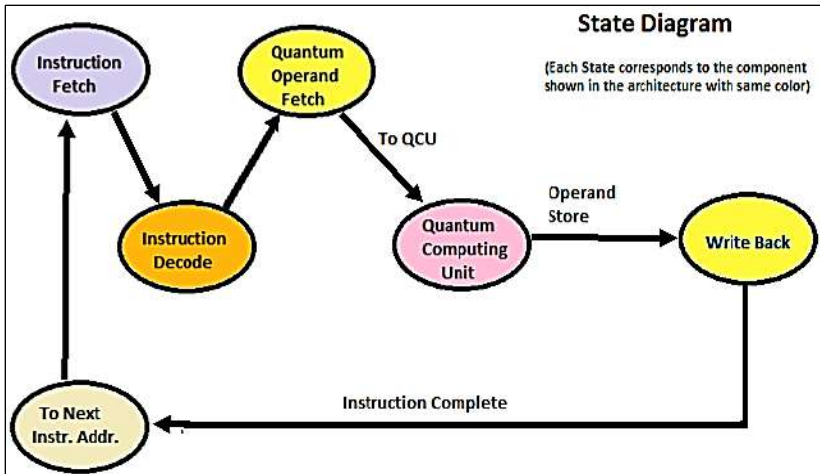 State Diagram
(Each State corresponds to the component
shown in the architecture with same color)
Instruction
Fetch
Quantum
Operand
Fetch
To QCU
Instruction
Decode
Quantum
Computing
Unit
Operand
Store
Write Back
Instruction Complete
To Next
Instr. Addr.